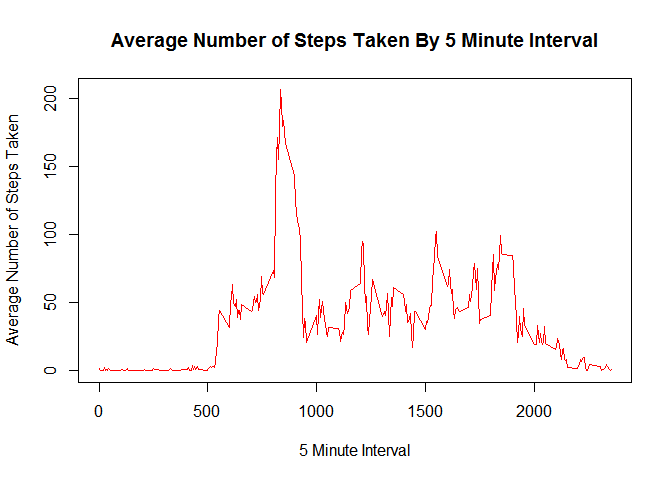 Average Number of Steps Taken By 5 Minute Interval
Average Number of Steps Taken
200
150
100
50
0
0 500 1000 1500 2000
5 Minute Interval